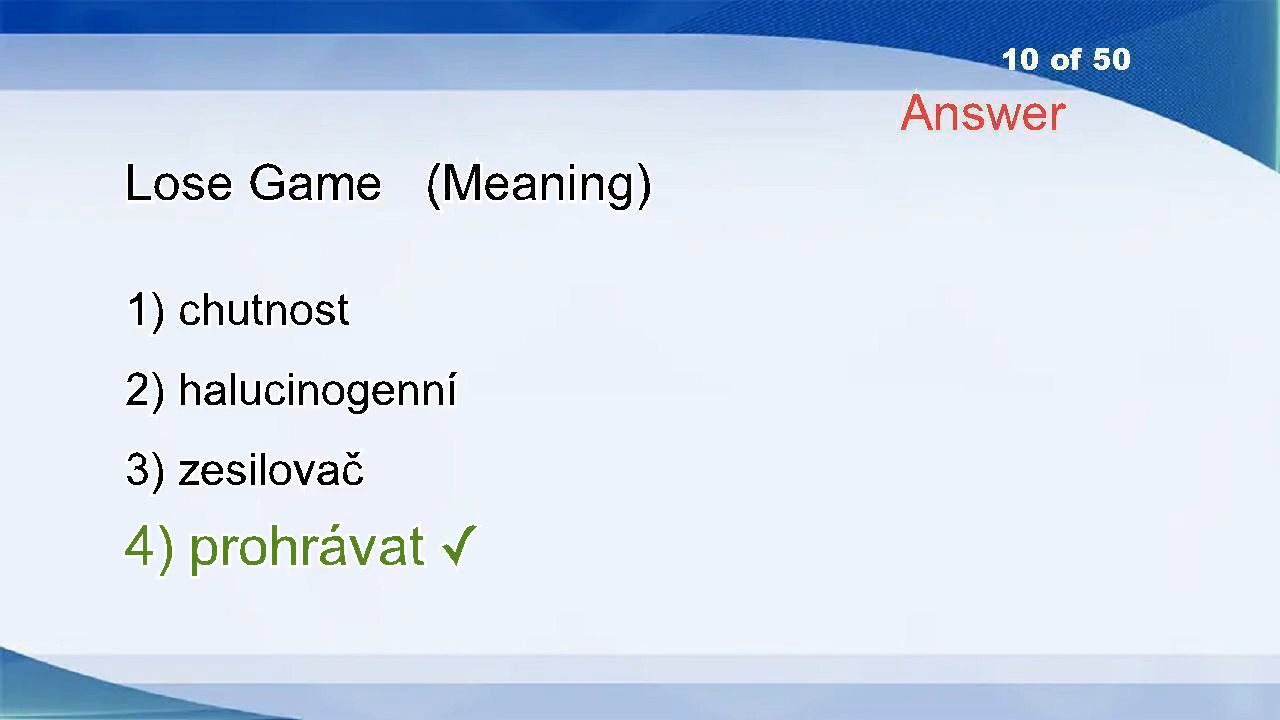 10 of 50
Answer
Lose Game (Meaning)
1) chutnost
2) halucinogenní
3) zesilovač
4) prohrávat ✓